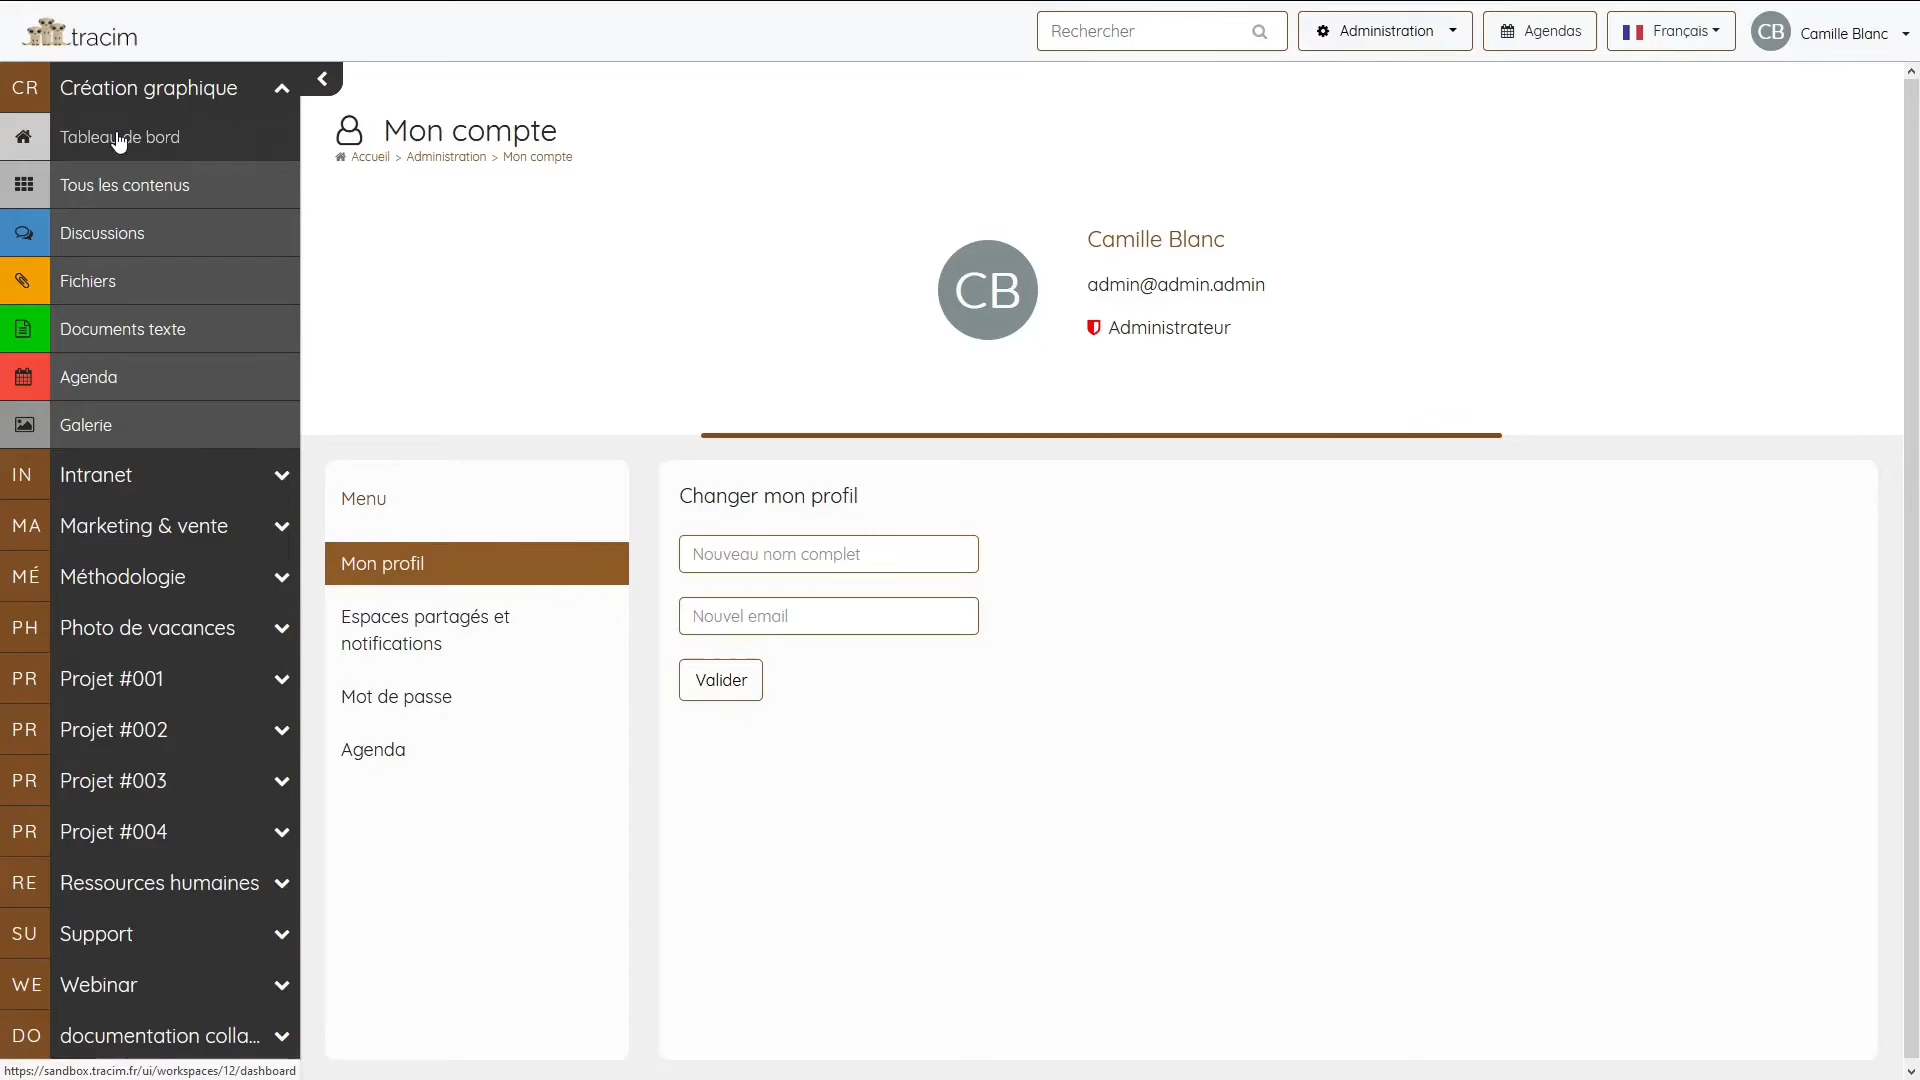 tracim
Rechercher
Administration
Agendas
Français
CB
Camille Blanc
CR
Création graphique
Tableau de bord
Tous les contenus
Discussions
Fichiers
Documents texte
Agenda
Galerie
IN
Intranet
MA
Marketing & vente
MÉ
Méthodologie
PH
Photo de vacances
PR
Projet #001
PR
Projet #002
PR
Projet #003
PR
Projet #004
RE
Ressources humaines
SU
Support
WE
Webinar
DO
documentation colla...
https://sandbox.tracim.fr/ui/workspaces/12/dashboard
Mon compte
Accueil > Administration > Mon compte
CB
Camille Blanc
admin@admin.admin
Administrateur
Menu
Mon profil
Espaces partagés et
notifications
Mot de passe
Agenda
Changer mon profil
Nouveau nom complet
Nouvel email
Valider